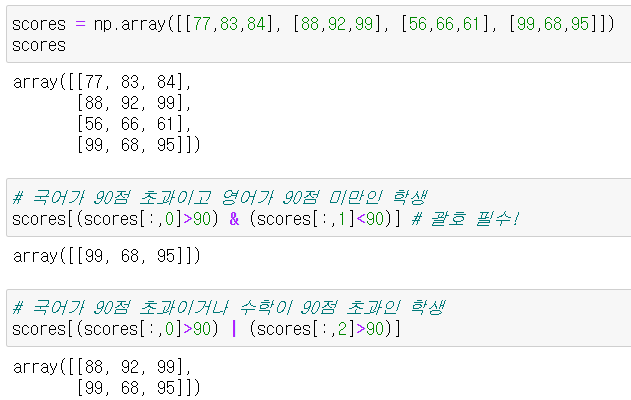 scores = np.array([[77,83,84], [88,92,99], [56,66,61], [99,68,95]])
scores
array([[77, 83, 84],
[88, 92, 99],
[56, 66, 61],
[99, 68, 95]])
# 국어가 90점 초과이고 영어가 90점 미만인 학생
scores[(scores[:,0]>90) & (scores[:,1]<90)] # 괄호 필수!
array([[99, 68, 95]])
# 국어가 90점 초과이거나 수학이 90점 초과인 학생
scores[(scores[:,0]>90) | (scores[:,2]>90)]
array([[88, 92, 99],
[99, 68, 95]])